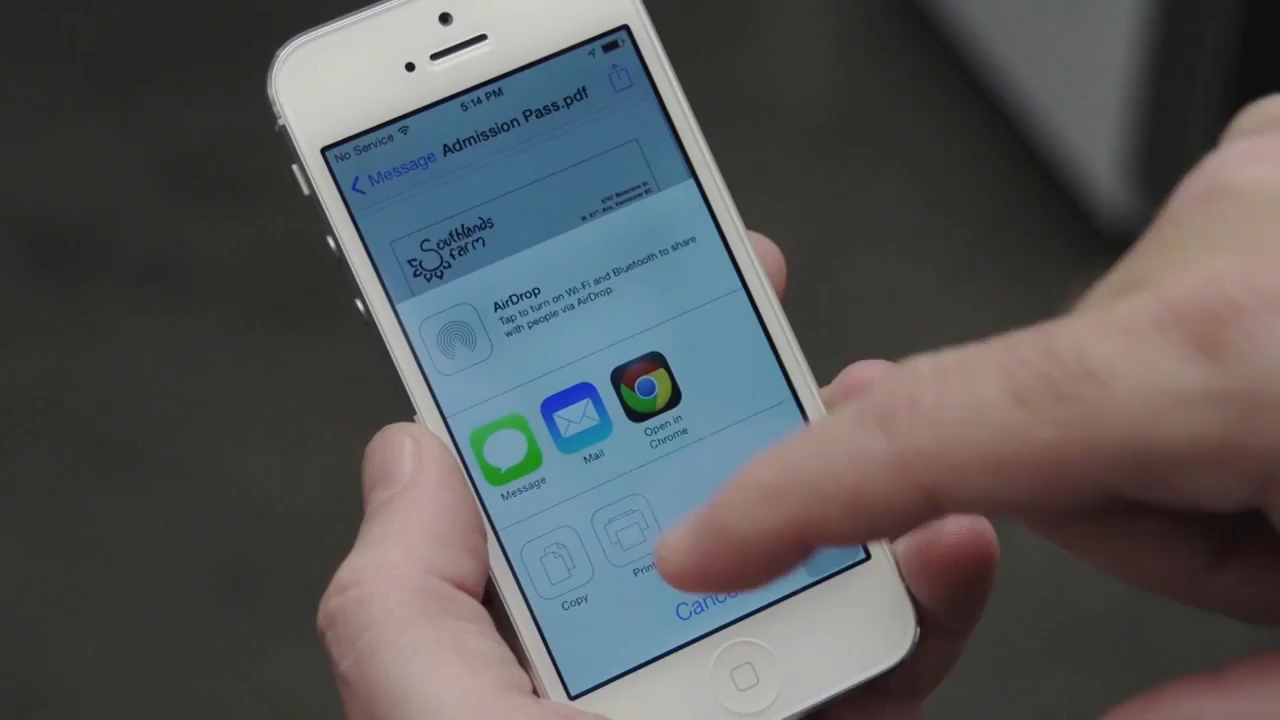 5:14 PM
No Service
Message
Admission Pass.pdf
Southlands
farm
AirDrop
Tap to turn on Wi-Fi and Bluetooth to share
with people via AirDrop.
Message
Mail
Open in
Chrome
Copy
Print
Cancel